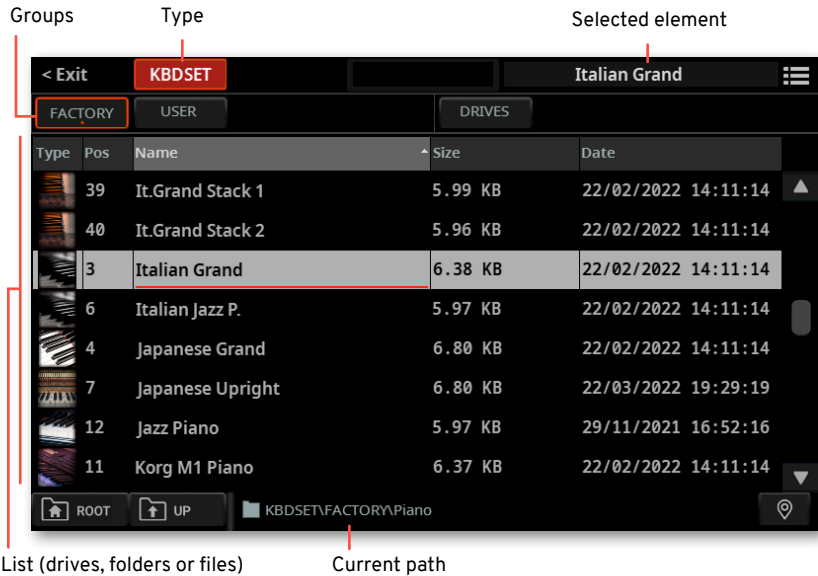 Groups Type Selected element
< Exit KBDSET Italian Grand
FACTORY USER DRIVES
Type Pos Name Size Date
39 It.Grand Stack 1 5.99 KB 22/02/2022 14:11:14
40 It.Grand Stack 2 5.96 KB 22/02/2022 14:11:14
3 Italian Grand 6.38 KB 22/02/2022 14:11:14
6 Italian Jazz P. 5.97 KB 22/02/2022 14:11:14
4 Japanese Grand 6.80 KB 22/02/2022 14:11:14
7 Japanese Upright 6.80 KB 22/03/2022 19:29:19
12 Jazz Piano 5.97 KB 29/11/2021 16:52:16
11 Korg M1 Piano 6.37 KB 22/02/2022 14:11:14
ROOT UP KBDSET\FACTORY\Piano
List (drives, folders or files) Current path